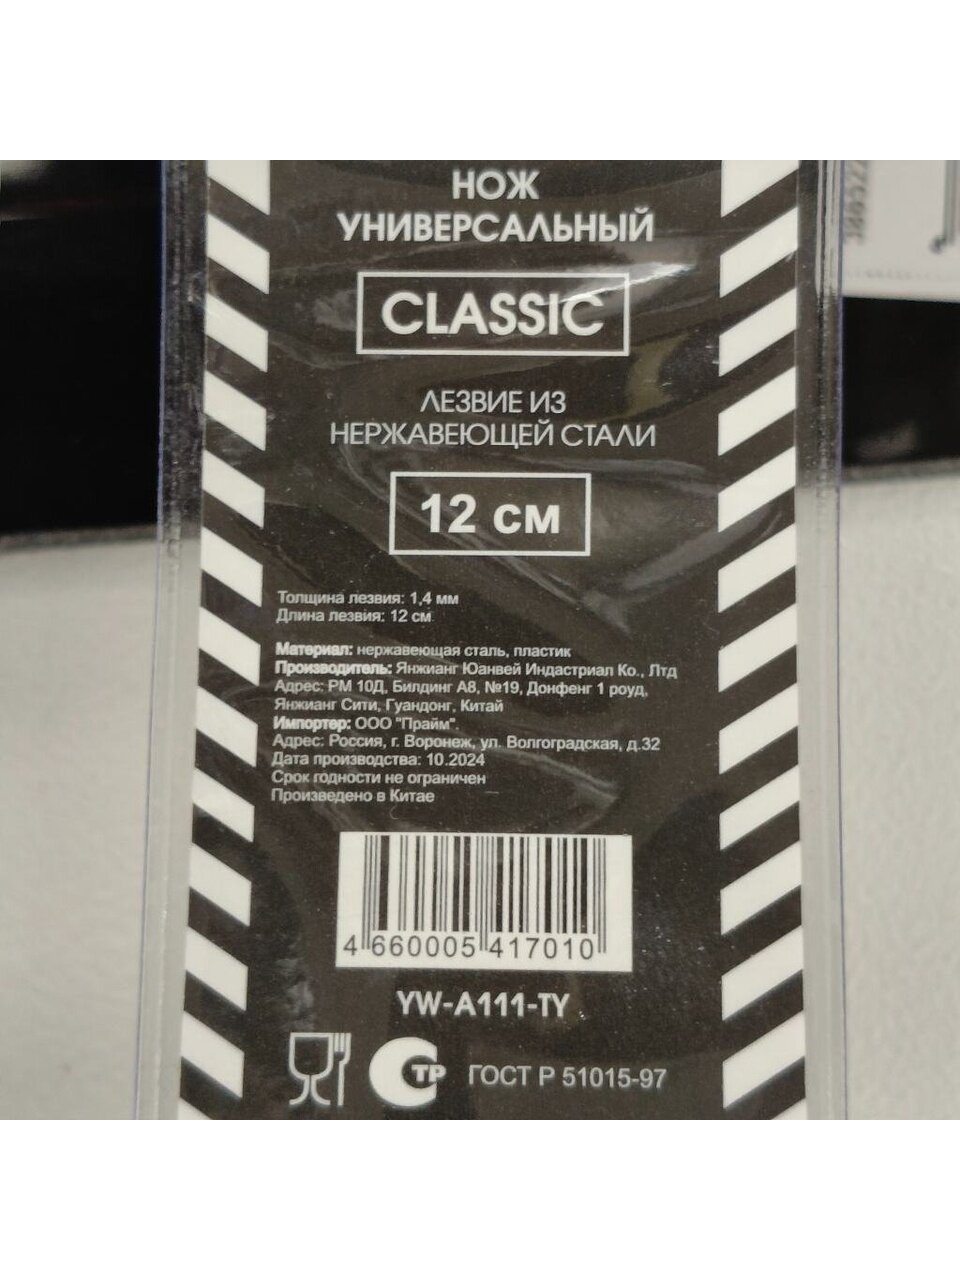 НОЖ
УНИВЕРСАЛЬНЫЙ
CLASSIC
ЛЕЗВИЕ ИЗ
НЕРЖАВЕЮЩЕЙ СТАЛИ
12 см
Толщина лезвия: 1,4 мм
Длина лезвия: 12 см
Материал: нержавеющая сталь, пластик
Производитель: Янжианг Юанвей Индастриал Ко., Лтд
Адрес: РМ 10Д, Билдинг А8, №19, Донфенг 1 роуд,
Янжианг Сити, Гуандонг, Китай
Импортер: ООО "Прайм".
Адрес: Россия, г. Воронеж, ул. Волгоградская, д.32
Дата производства: 10.2024
Срок годности не ограничен
Произведено в Китае
4 660005 417010
YW-A111-TY
СТР ГОСТ Р 51015-97